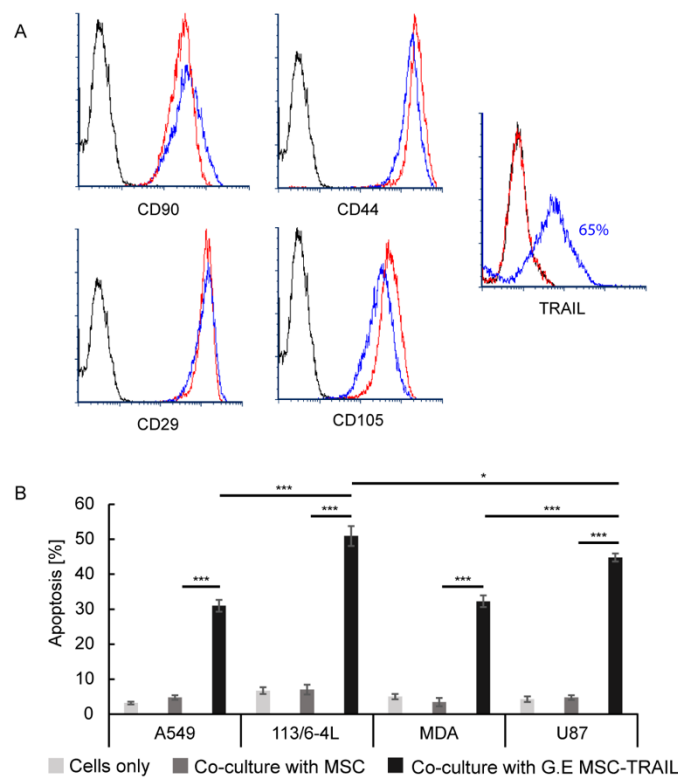 A
CD90
CD44
65%
TRAIL
CD29
CD105
B
*
***
***
***
***
***
***
Apoptosis [%]
60
50
40
30
20
10
0
A549
113/6-4L
MDA
U87
Cells only
Co-culture with MSC
Co-culture with G.E MSC-TRAIL